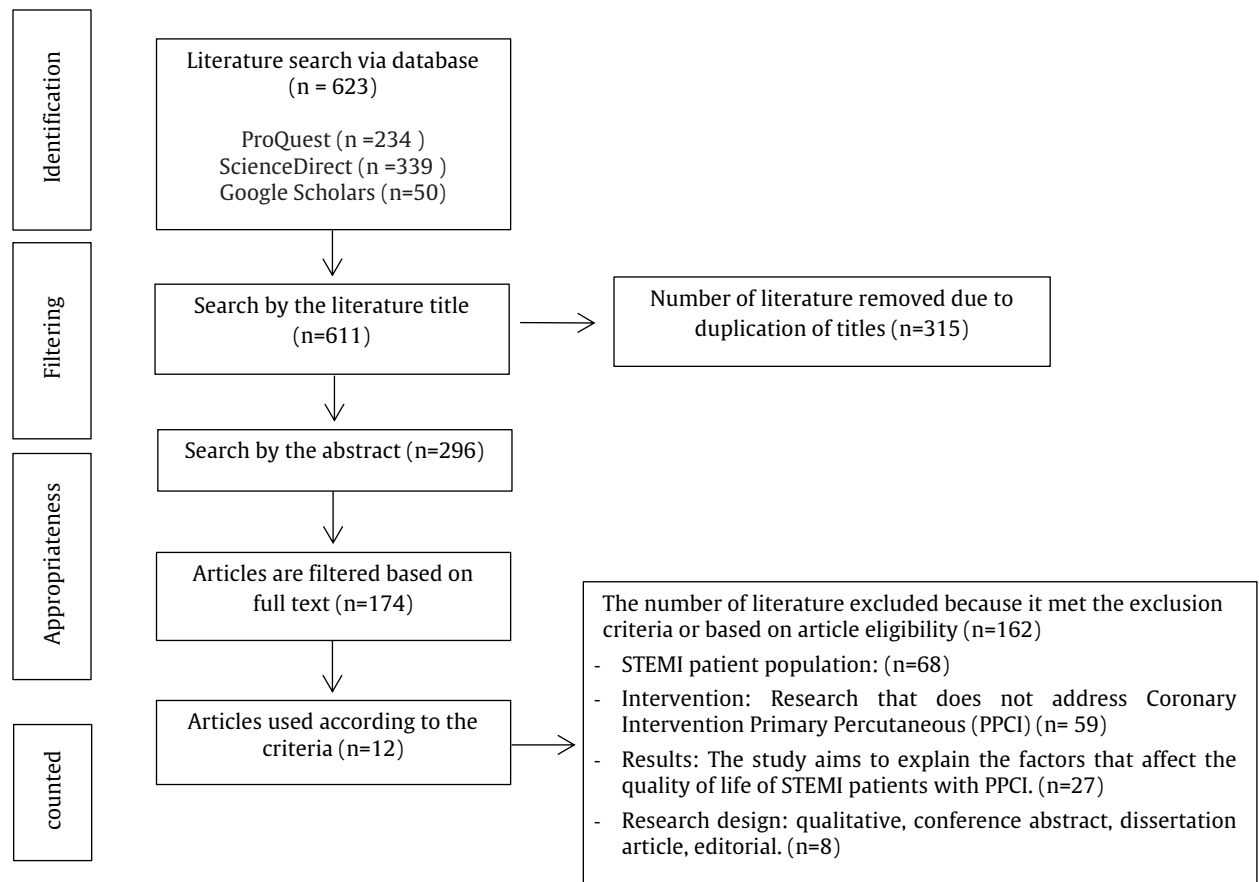 Identification
Literature search via database
(n = 623)
ProQuest (n =234 )
ScienceDirect (n =339 )
Google Scholars (n=50)
Filtering
Search by the literature title
(n=611)
Number of literature removed due to
duplication of titles (n=315)
Search by the abstract (n=296)
Appropriateness
Articles are filtered based on
full text (n=174)
The number of literature excluded because it met the exclusion
criteria or based on article eligibility (n=162)
- STEMI patient population: (n=68)
- Intervention: Research that does not address Coronary
Intervention Primary Percutaneous (PPCI) (n= 59)
- Results: The study aims to explain the factors that affect the
quality of life of STEMI patients with PPCI. (n=27)
- Research design: qualitative, conference abstract, dissertation
article, editorial. (n=8)
counted
Articles used according to the
criteria (n=12)